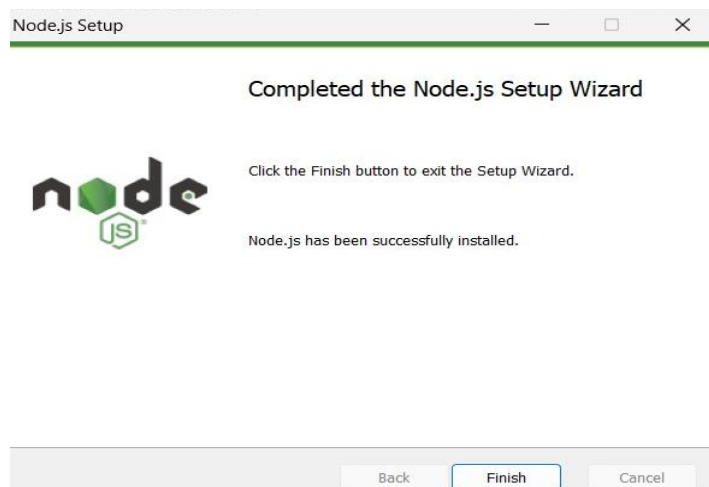 Node.js Setup
Completed the Node.js Setup Wizard
Click the Finish button to exit the Setup Wizard.
node
JS
Node.js has been successfully installed.
Back Finish Cancel